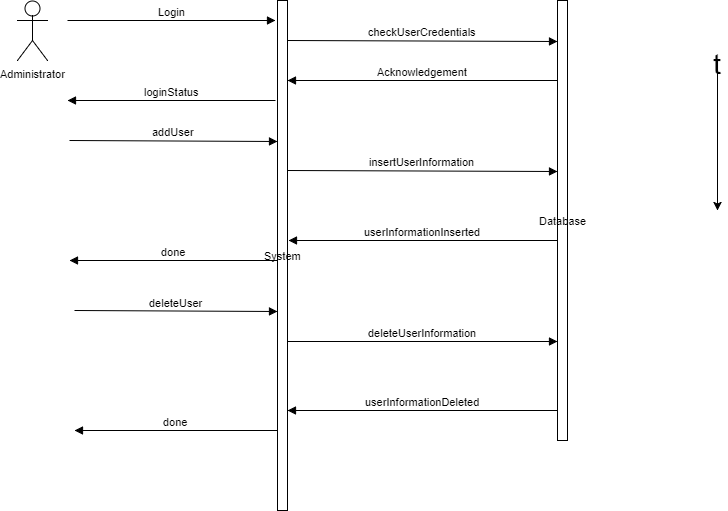 Login
checkUserCredentials
Administrator
Acknowledgement
t
loginStatus
addUser
insertUserInformation
Database
userInformationInserted
done
System
deleteUser
deleteUserInformation
userInformationDeleted
done